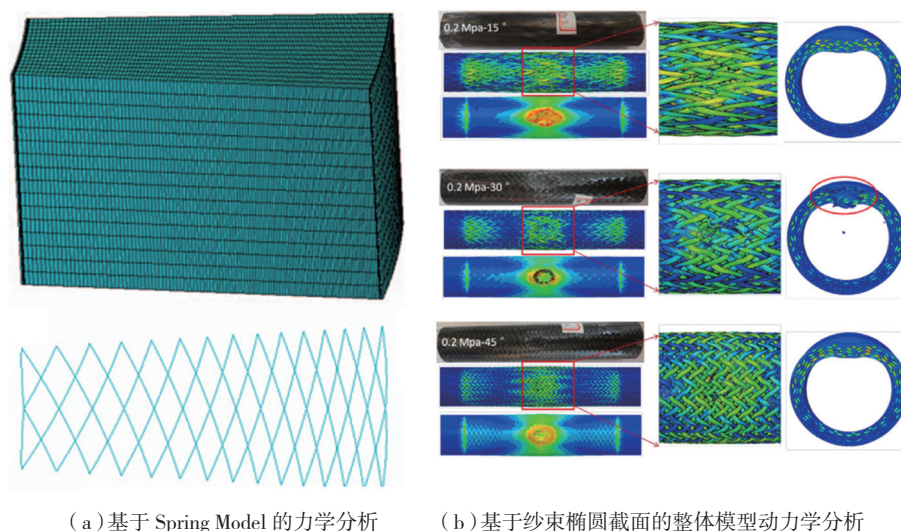 0.2 Mpa-15 °
0.2 Mpa-30 °
0.2 Mpa-45 °
(a)基于 Spring Model 的力学分析
(b)基于纱束椭圆截面的整体模型动力学分析